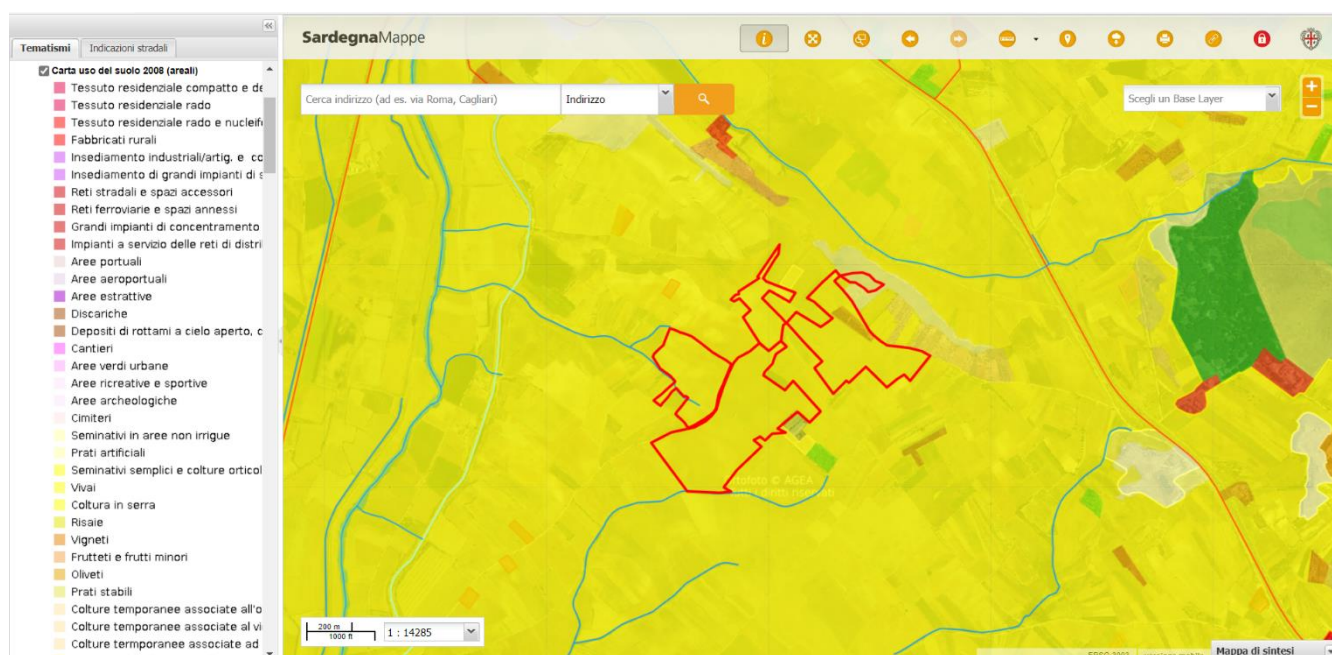 Tematismi
Indicazioni stradali
Carta uso del suolo 2008 (areali)
Tessuto residenziale compatto e de
Tessuto residenziale rado
Tessuto residenziale rado e nucleif
Fabbricati rurali
Insediamento industriali/artig. e co
Insediamento di grandi impianti di s
Reti stradali e spazi accessori
Reti ferroviarie e spazi annessi
Grandi impianti di concentramento
Impianti a servizio delle reti di distri
Aree portuali
Aree aeroportuali
Aree estrattive
Discariche
Depositi di rottami a cielo aperto, c
Cantieri
Aree verdi urbane
Aree ricreative e sportive
Aree archeologiche
Cimiteri
Seminativi in aree non irrigue
Prati artificiali
Seminativi semplici e colture orticol
Vivai
Coltura in serra
Risaie
Vigneti
Frutteti e frutti minori
Oliveti
Prati stabili
Colture temporanee associate all'o
Colture temporanee associate al vi
Colture termporanee associate ad
SardegnaMappe
Cerca indirizzo (ad es. via Roma, Cagliari)
Indirizzo
Scegli un Base Layer
+
−
© AGEA
diritti
200 m
1000 ft
1 : 14285
Mappa di sintesi